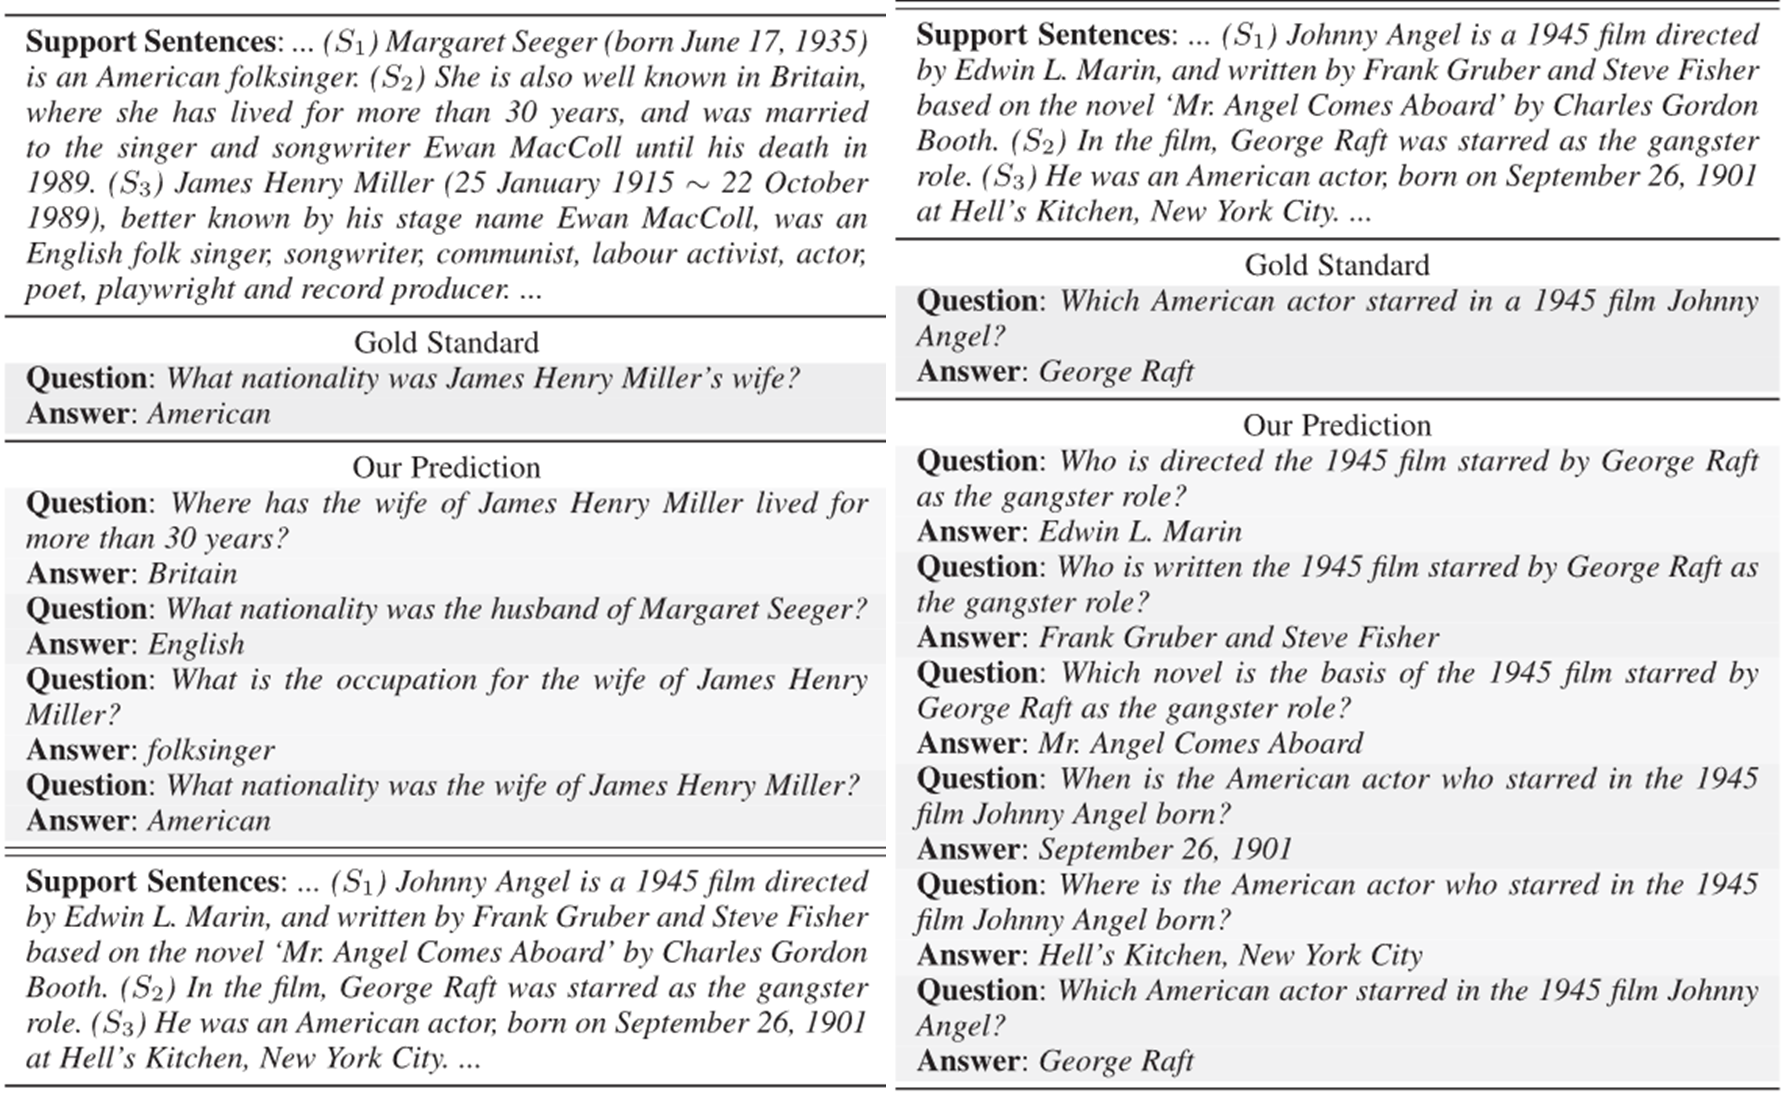 Support Sentences: ... (S1) Margaret Seeger (born June 17, 1935)
is an American folksinger. (S2) She is also well known in Britain,
where she has lived for more than 30 years, and was married
to the singer and songwriter Ewan MacColl until his death in
1989. (S3) James Henry Miller (25 January 1915 ∼ 22 October
1989), better known by his stage name Ewan MacColl, was an
English folk singer, songwriter, communist, labour activist, actor,
poet, playwright and record producer. ...
Gold Standard
Question: What nationality was James Henry Miller's wife?
Answer: American
Our Prediction
Question: Where has the wife of James Henry Miller lived for
more than 30 years?
Answer: Britain
Question: What nationality was the husband of Margaret Seeger?
Answer: English
Question: What is the occupation for the wife of James Henry
Miller?
Answer: folksinger
Question: What nationality was the wife of James Henry Miller?
Answer: American
Support Sentences: ... (S1) Johnny Angel is a 1945 film directed
by Edwin L. Marin, and written by Frank Gruber and Steve Fisher
based on the novel 'Mr. Angel Comes Aboard' by Charles Gordon
Booth. (S2) In the film, George Raft was starred as the gangster
role. (S3) He was an American actor, born on September 26, 1901
at Hell's Kitchen, New York City. ...
Support Sentences: ... (S1) Johnny Angel is a 1945 film directed
by Edwin L. Marin, and written by Frank Gruber and Steve Fisher
based on the novel 'Mr. Angel Comes Aboard' by Charles Gordon
Booth. (S2) In the film, George Raft was starred as the gangster
role. (S3) He was an American actor, born on September 26, 1901
at Hell's Kitchen, New York City. ...
Gold Standard
Question: Which American actor starred in a 1945 film Johnny
Angel?
Answer: George Raft
Our Prediction
Question: Who is directed the 1945 film starred by George Raft
as the gangster role?
Answer: Edwin L. Marin
Question: Who is written the 1945 film starred by George Raft as
the gangster role?
Answer: Frank Gruber and Steve Fisher
Question: Which novel is the basis of the 1945 film starred by
George Raft as the gangster role?
Answer: Mr. Angel Comes Aboard
Question: When is the American actor who starred in the 1945
film Johnny Angel born?
Answer: September 26, 1901
Question: Where is the American actor who starred in the 1945
film Johnny Angel born?
Answer: Hell's Kitchen, New York City
Question: Which American actor starred in the 1945 film Johnny
Angel?
Answer: George Raft